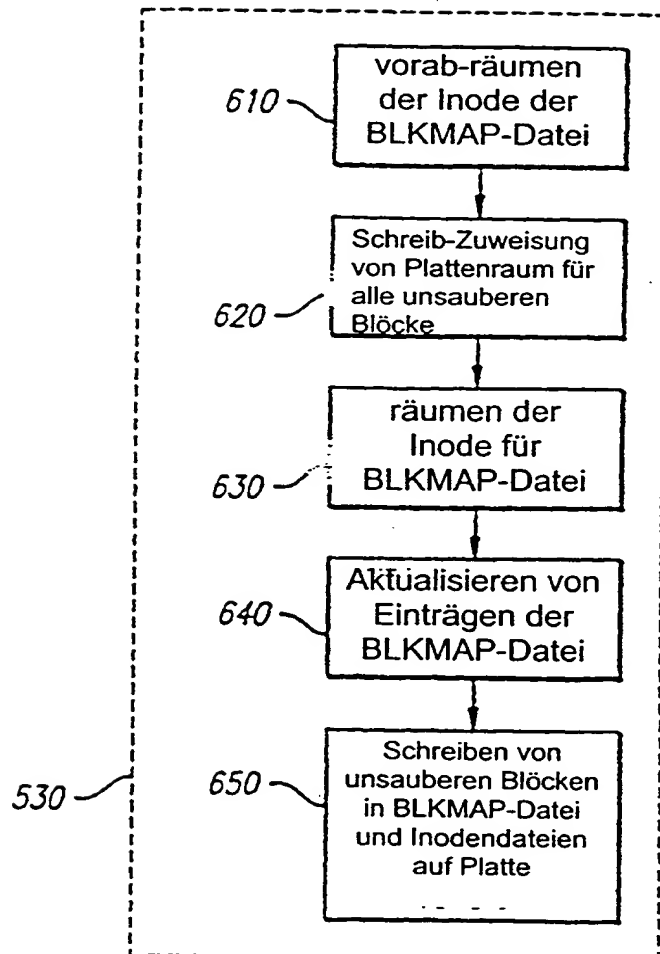 610
vorab-räumen
der Inode der
BLKMAP-Datei
620
Schreib-Zuweisung
von Plattenraum für
alle unsauberen
Blöcke
630
räumen der
Inode für
BLKMAP-Datei
640
Aktualisieren von
Einträgen der
BLKMAP-Datei
530
650
Schreiben von
unsauberen Blöcken
in BLKMAP-Datei
und Inodendateien
auf Platte